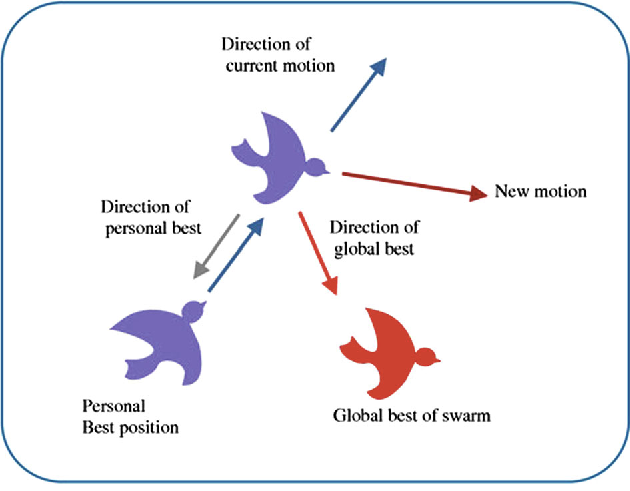 Direction of
current motion
New motion
Direction of
personal best
Direction of
global best
Personal
Best position
Global best of swarm